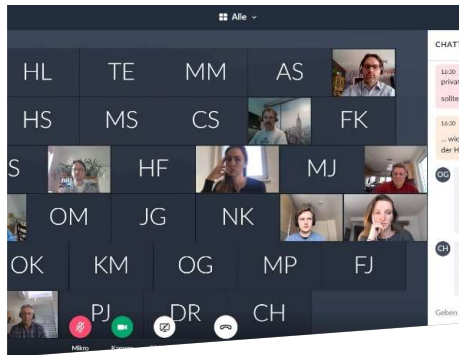 Alle
CHAT
HL TE MM AS
16:00
privat
sollte
HS MS CS FK
16:30
... wie
der H
S HF MJ
OG
OM JG NK
CH
OK KM OG MP FJ
PJ DR CH
Geben
Mikro Kamera